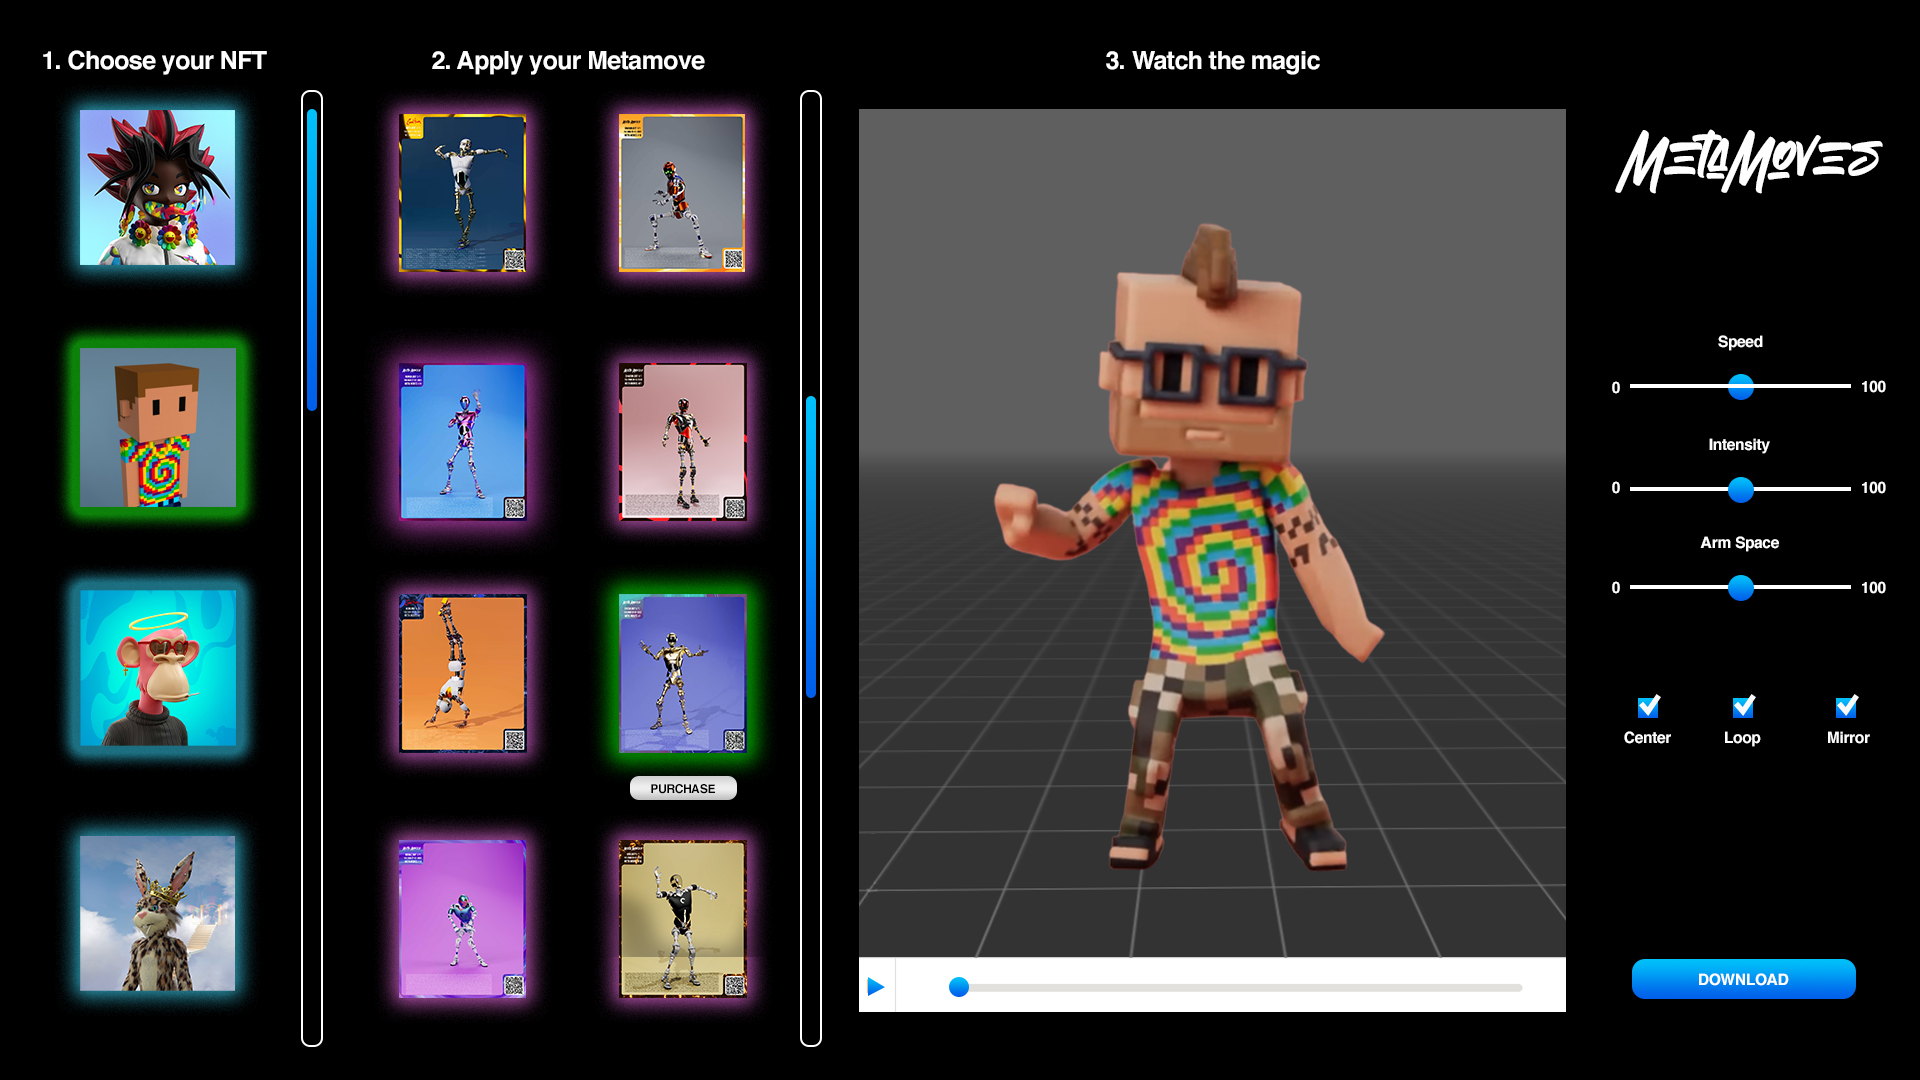 1. Choose your NFT
2. Apply your Metamove
3. Watch the magic
METAMOVES
Speed
0
100
Intensity
0
100
Arm Space
0
100
Center
Loop
Mirror
PURCHASE
DOWNLOAD